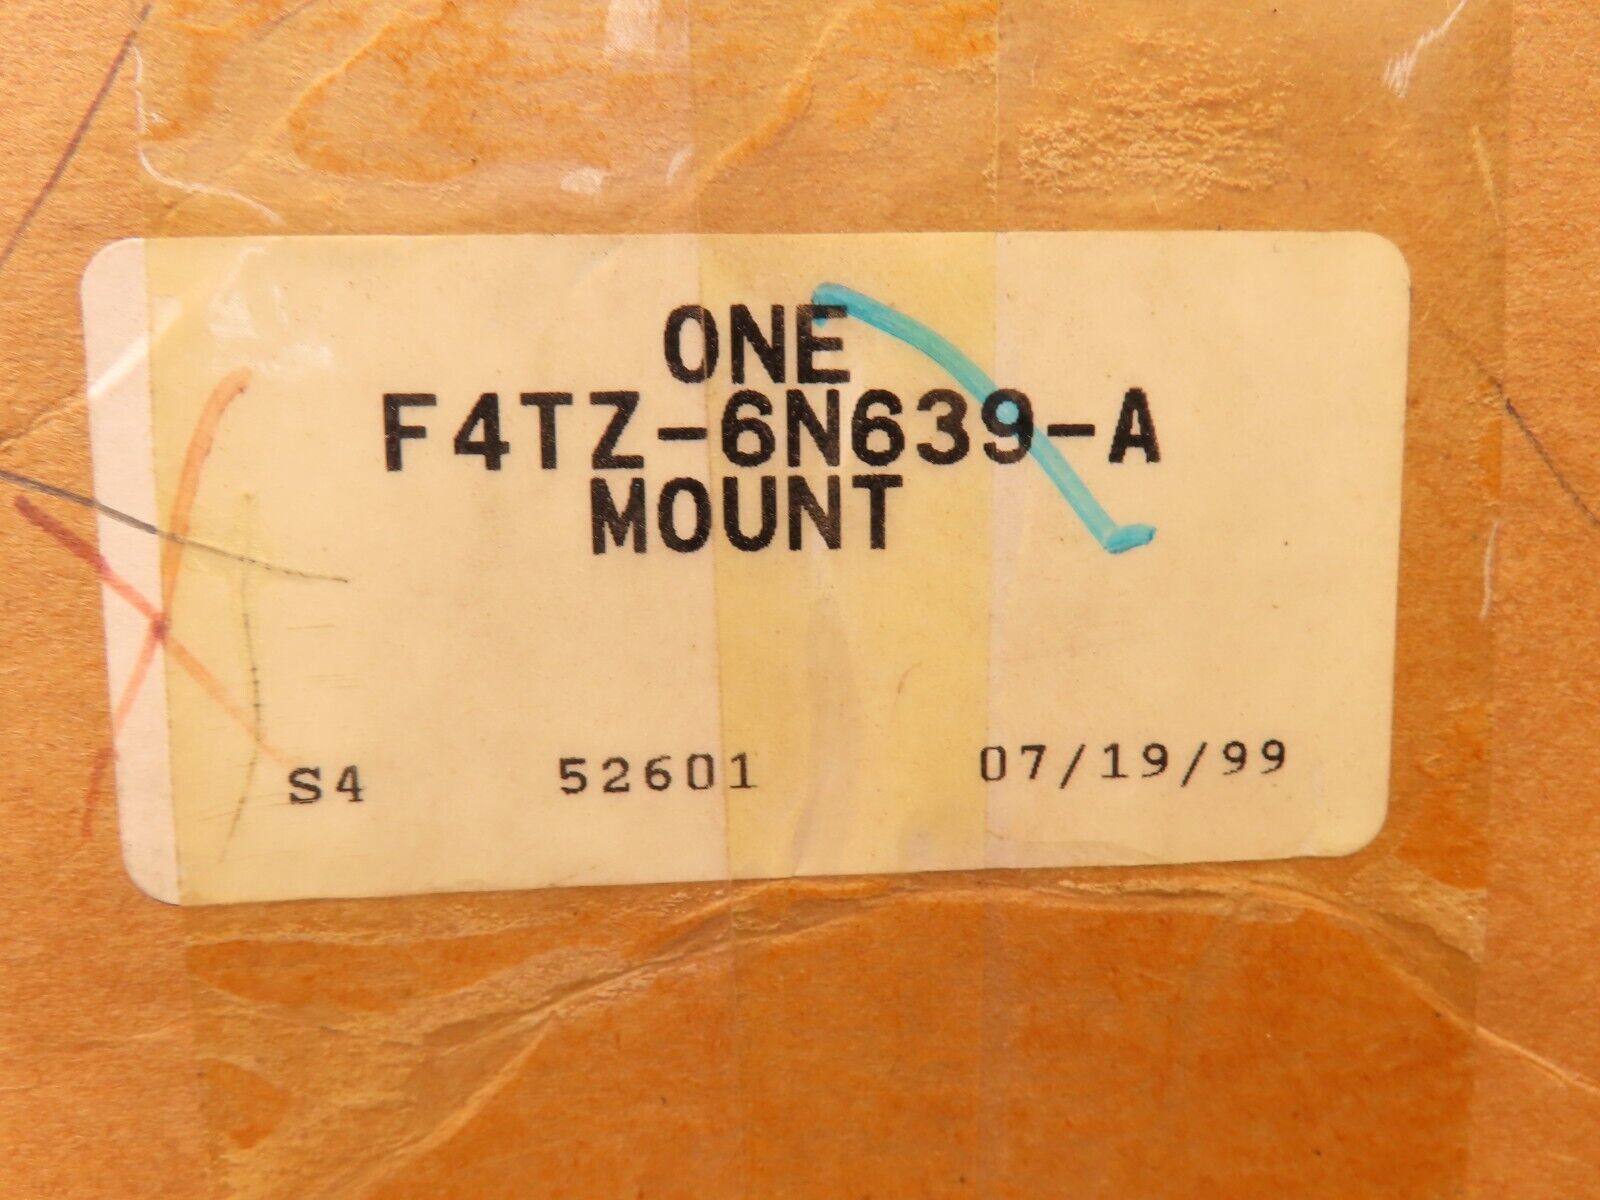 ONE
F4TZ-6N639-A
MOUNT
S4 52601 07/19/99